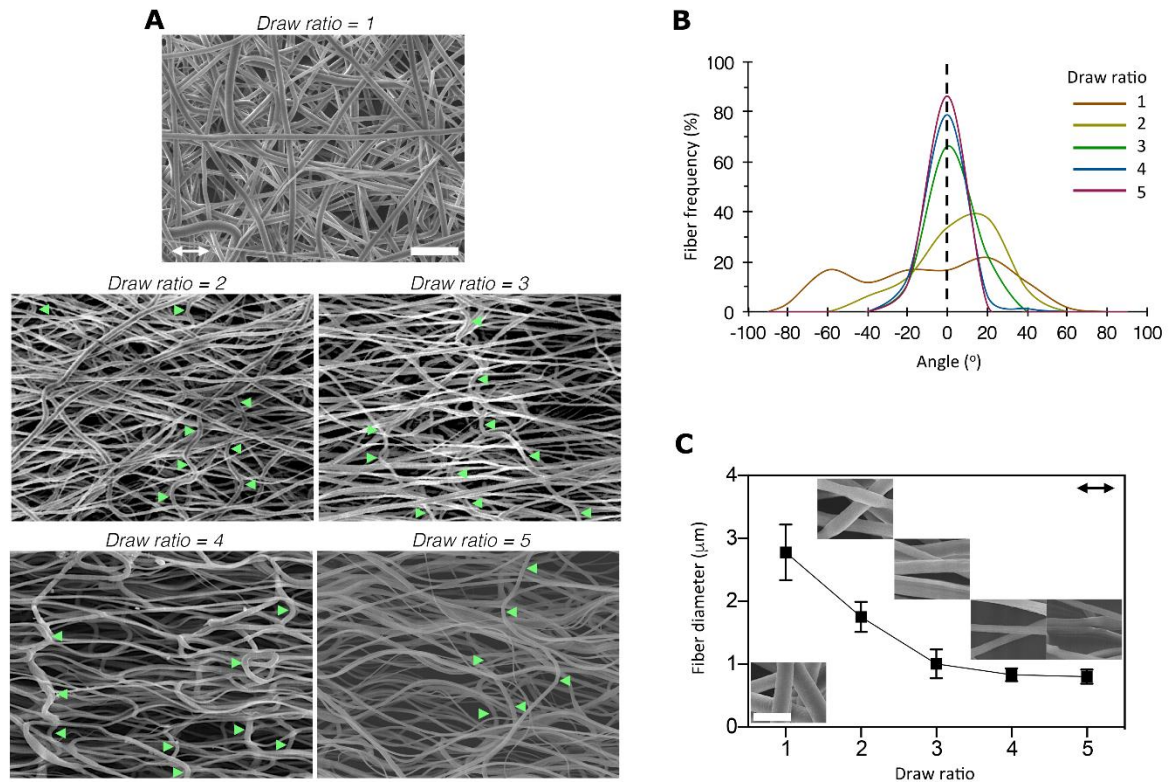 A
Draw ratio = 1
Draw ratio = 2
Draw ratio = 3
Draw ratio = 4
Draw ratio = 5
B
100
80
60
40
20
0
Fiber frequency (%)
-100 -80 -60 -40 -20 0 20 40 60 80 100
Angle (º)
Draw ratio
1
2
3
4
5
C
4
3
2
1
0
Fiber diameter (μm)
1 2 3 4 5
Draw ratio